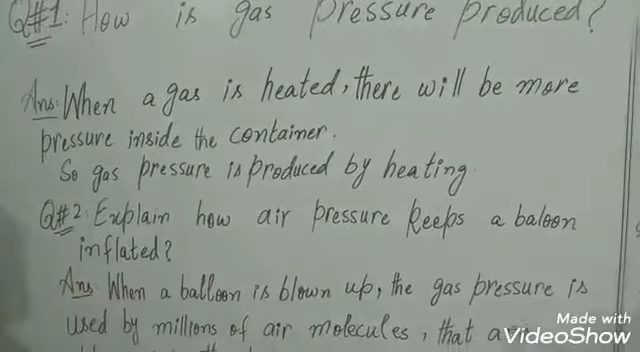 Q#1: How is gas pressure produced?
Ans: When a gas is heated, there will be more
pressure inside the container.
So gas pressure is produced by heating.
Q#2: Explain how air pressure keeps a baloon
inflated?
Ans When a balloon is blown up, the gas pressure is
used by millions of air molecules, that
Made with
VideoShow